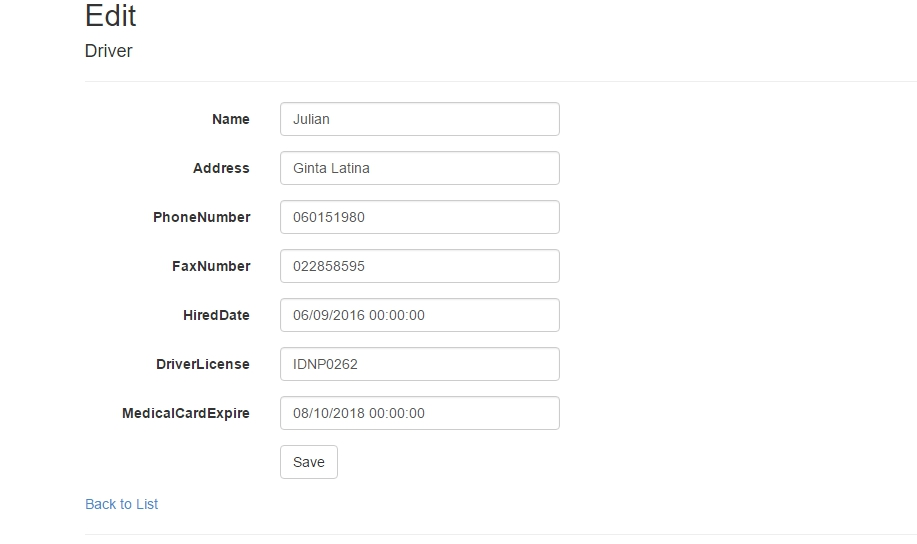 Edit
Driver
Name Julian
Address Ginta Latina
PhoneNumber 060151980
FaxNumber 022858595
HiredDate 06/09/2016 00:00:00
DriverLicense IDNP0262
MedicalCardExpire 08/10/2018 00:00:00
Save
Back to List